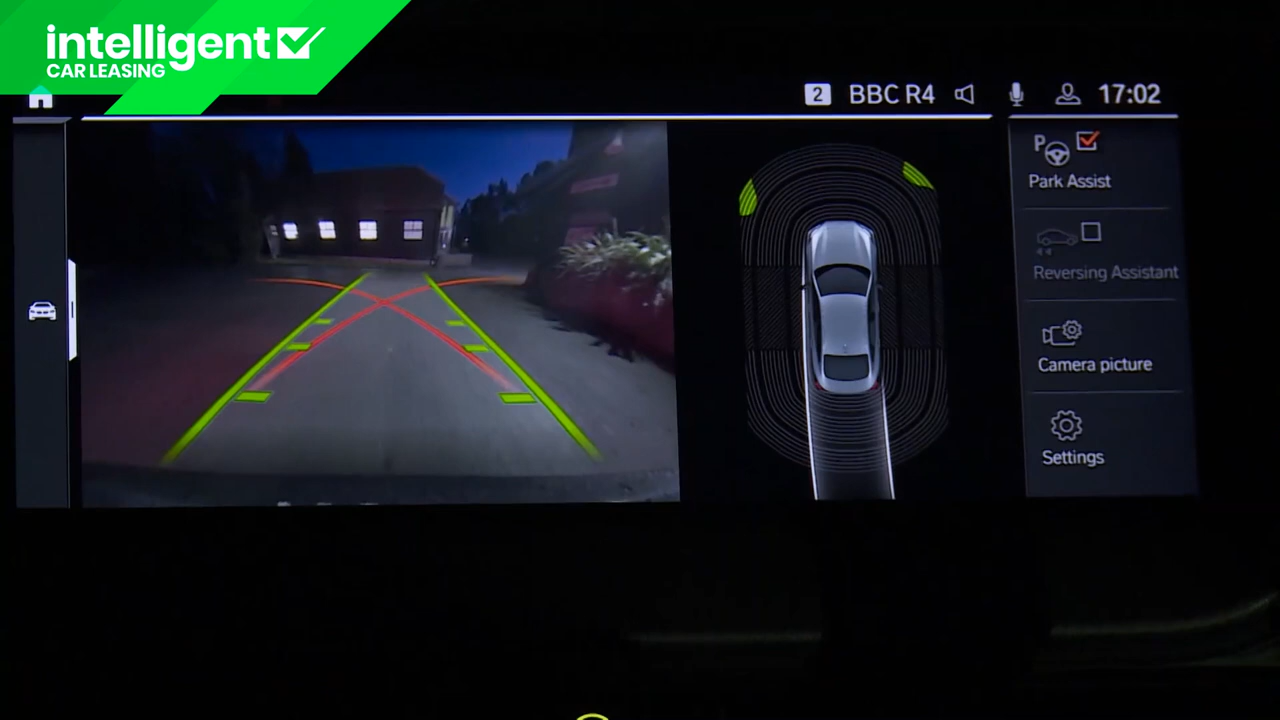 intelligent
CAR LEASING
2 BBC R4 17:02
P
Park Assist
Reversing Assistant
Camera picture
Settings